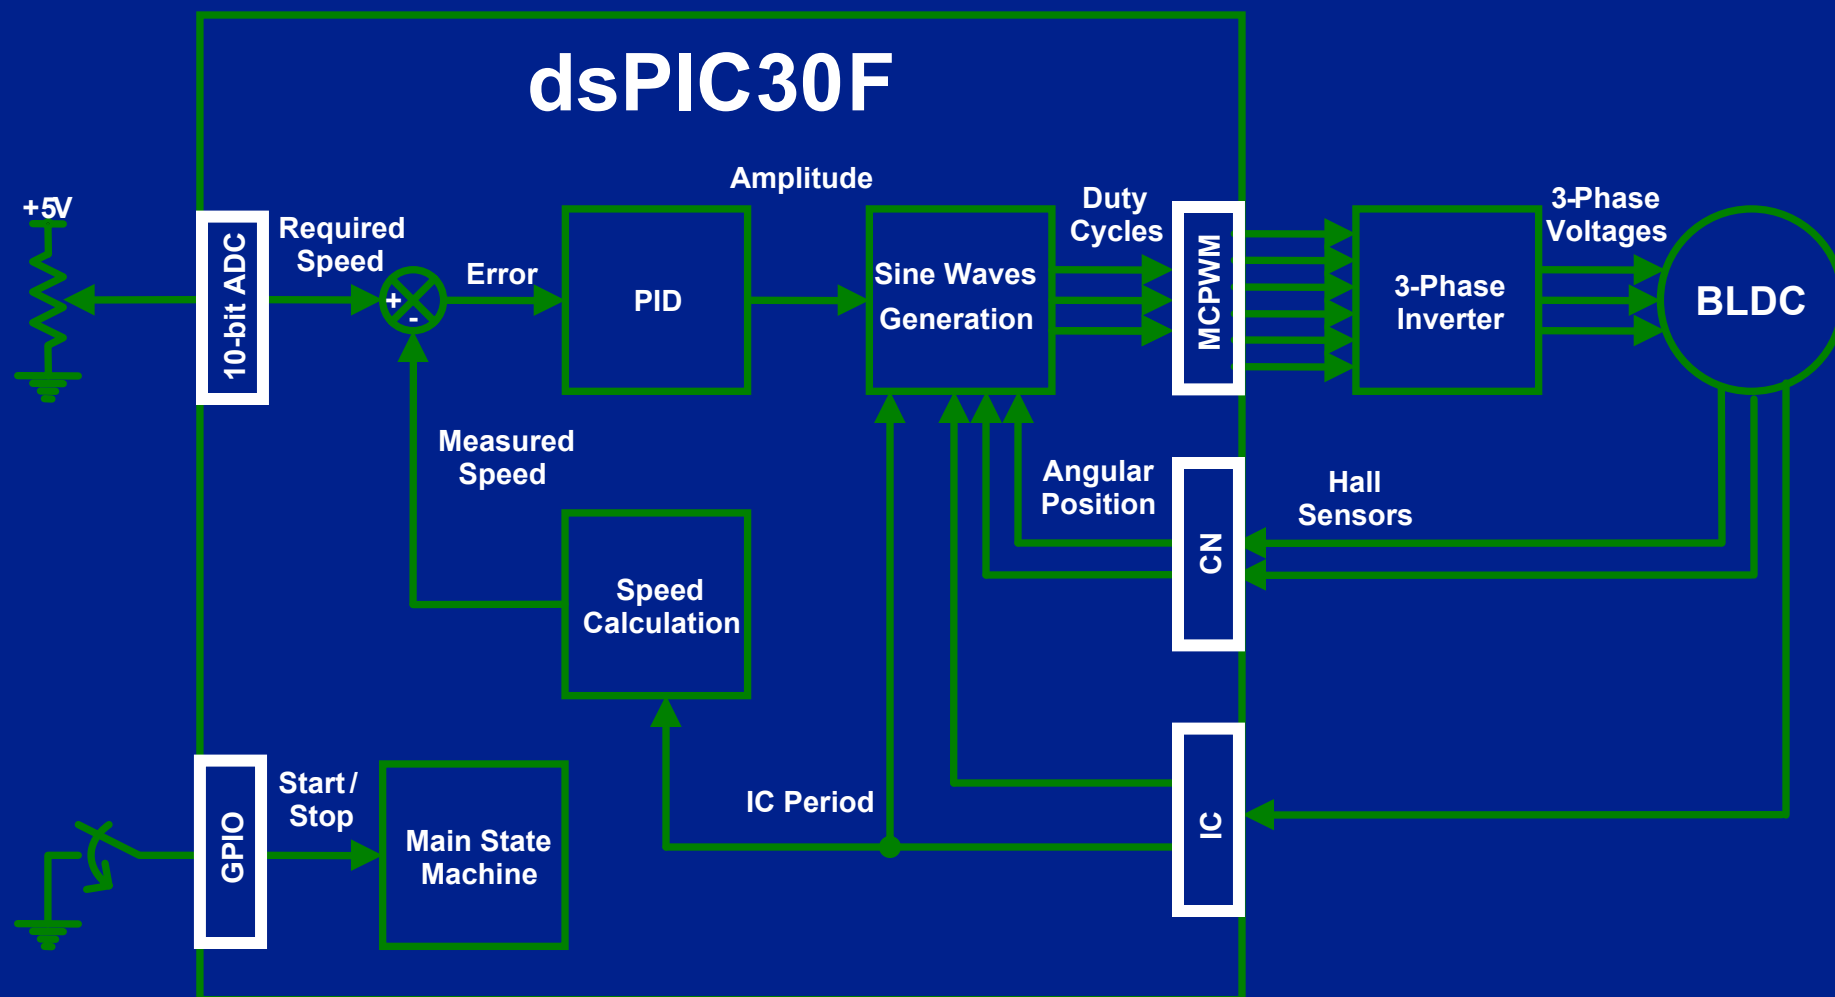 dsPIC30F
Amplitude
+5V
10-bit ADC
Required
Speed
+
-
Error
PID
Sine Waves
Generation
Duty
Cycles
MCPWM
3-Phase
Inverter
3-Phase
Voltages
BLDC
Measured
Speed
Angular
Position
CN
Hall
Sensors
Speed
Calculation
GPIO
Start /
Stop
Main State
Machine
IC Period
IC